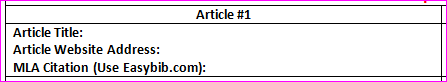 Article #1
Article Title:
Article Website Address:
MLA Citation (Use Easybib.com):